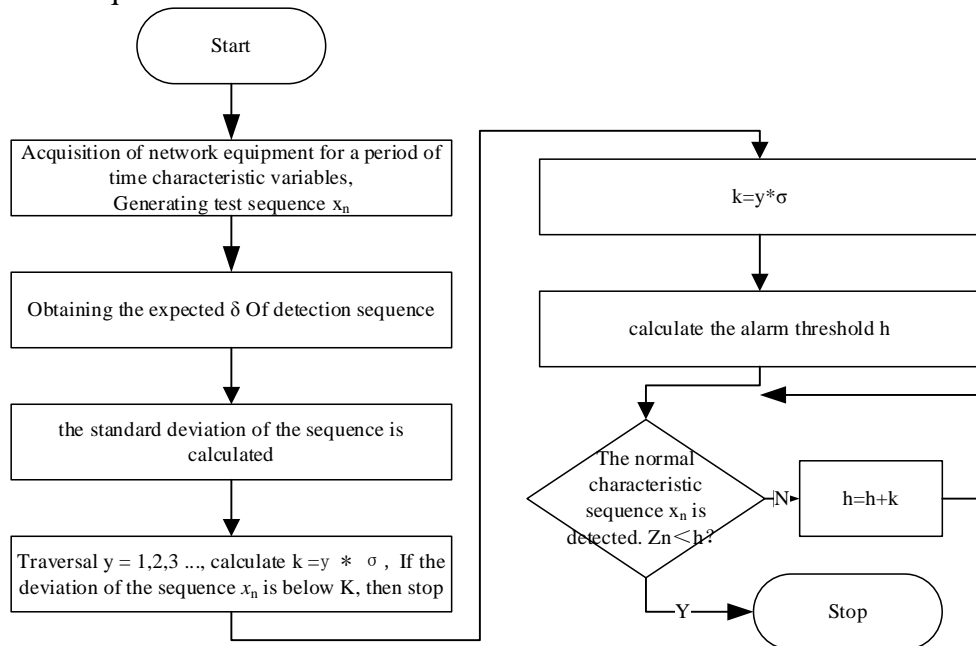 Start
Acquisition of network equipment for a period of
time characteristic variables,
Generating test sequence xₙ
Obtaining the expected δ Of detection sequence
the standard deviation of the sequence is
calculated
Traversal y = 1,2,3 ..., calculate k =y * σ, If the
deviation of the sequence xₙ is below K, then stop
k=y*σ
calculate the alarm threshold h
The normal
characteristic
sequence xₙ is
detected. Zn<h?
N
h=h+k
Y
Stop